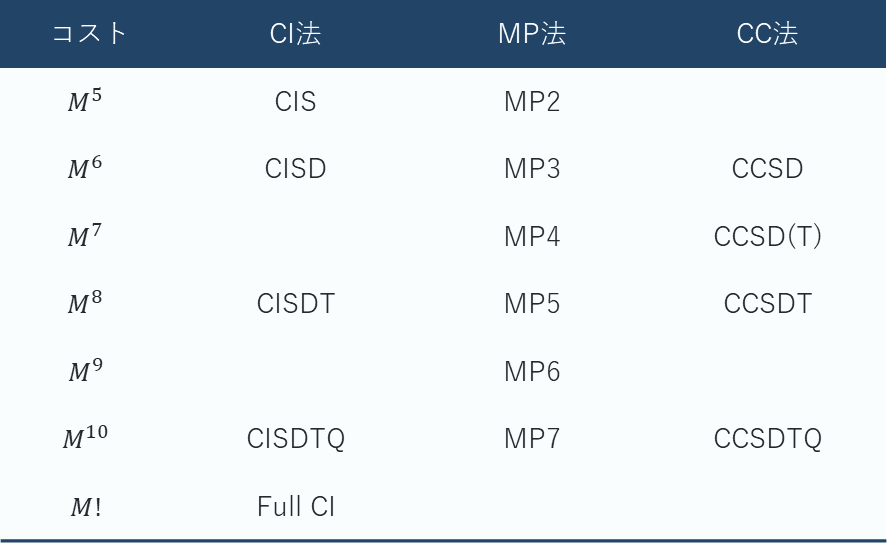 コスト CI法 MP法 CC法
M⁵ CIS MP2
M⁶ CISD MP3 CCSD
M⁷ MP4 CCSD(T)
M⁸ CISDT MP5 CCSDT
M⁹ MP6
M¹⁰ CISDTQ MP7 CCSDTQ
M! Full CI